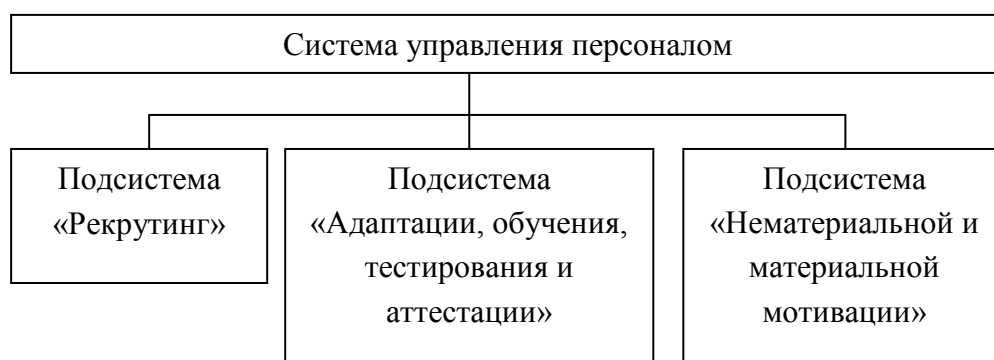 Система управления персоналом
Подсистема
«Рекрутинг»
Подсистема
«Адаптации, обучения,
тестирования и
аттестации»
Подсистема
«Нематериальной и
материальной
мотивации»